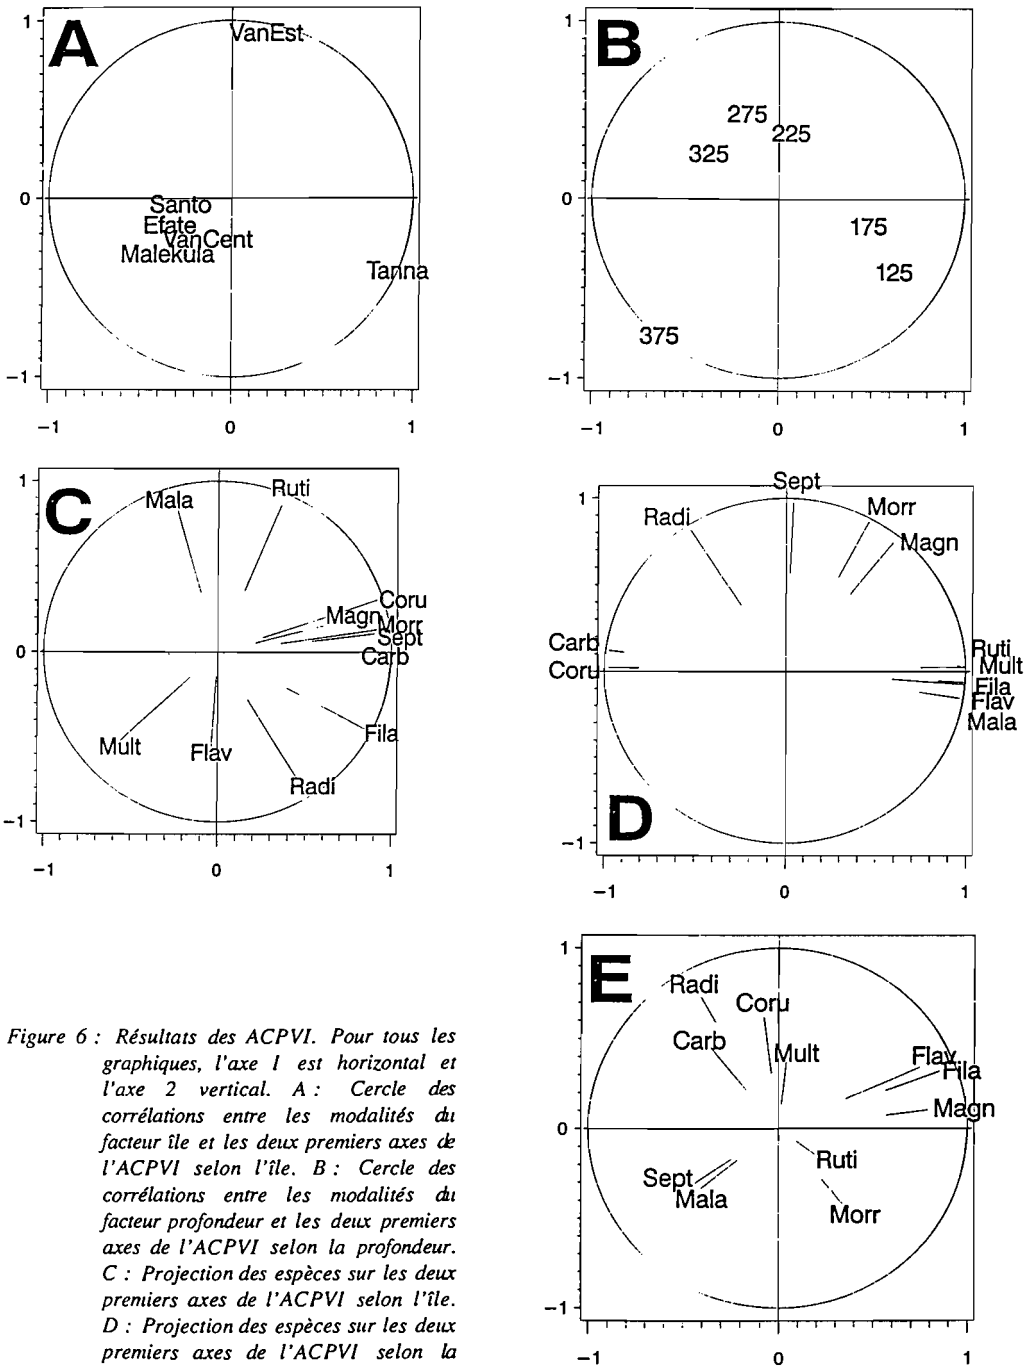 A
1
VanEst
0
Santo
Efate
VanCent
Malekula
Tanna
−1
−1 0 1
B
275
225
325
0
175
125
375
−1
−1 0 1
C
1
Mala
Ruti
Coru
Magn
Morr
Sept
0
Carb
Mult
Flav
Fila
Radi
−1
−1 0 1
Sept
1
Radi
Morr
Magn
Carb
Coru
Ruti
Mult
Fila
Flav
Mala
D
−1
−1 0 1
E
1
Radi
Coru
Carb
Mult
Flav
Fila
Magn
0
Sept
Mala
Ruti
Morr
−1
−1 0 1
Figure 6 : Résultats des ACPVI. Pour tous les
graphiques, l'axe 1 est horizontal et
l'axe 2 vertical. A : Cercle des
corrélations entre les modalités du
facteur île et les deux premiers axes de
l'ACPVI selon l'île. B : Cercle des
corrélations entre les modalités du
facteur profondeur et les deux premiers
axes de l'ACPVI selon la profondeur.
C : Projection des espèces sur les deux
premiers axes de l'ACPVI selon l'île.
D : Projection des espèces sur les deux
premiers axes de l'ACPVI selon la